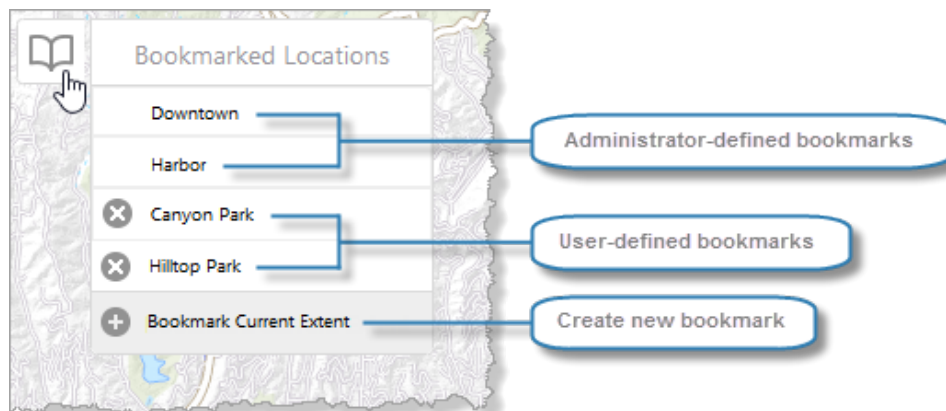 Bookmarked Locations
Downtown
Administrator-defined bookmarks
Harbor
Canyon Park
User-defined bookmarks
Hilltop Park
Bookmark Current Extent
Create new bookmark